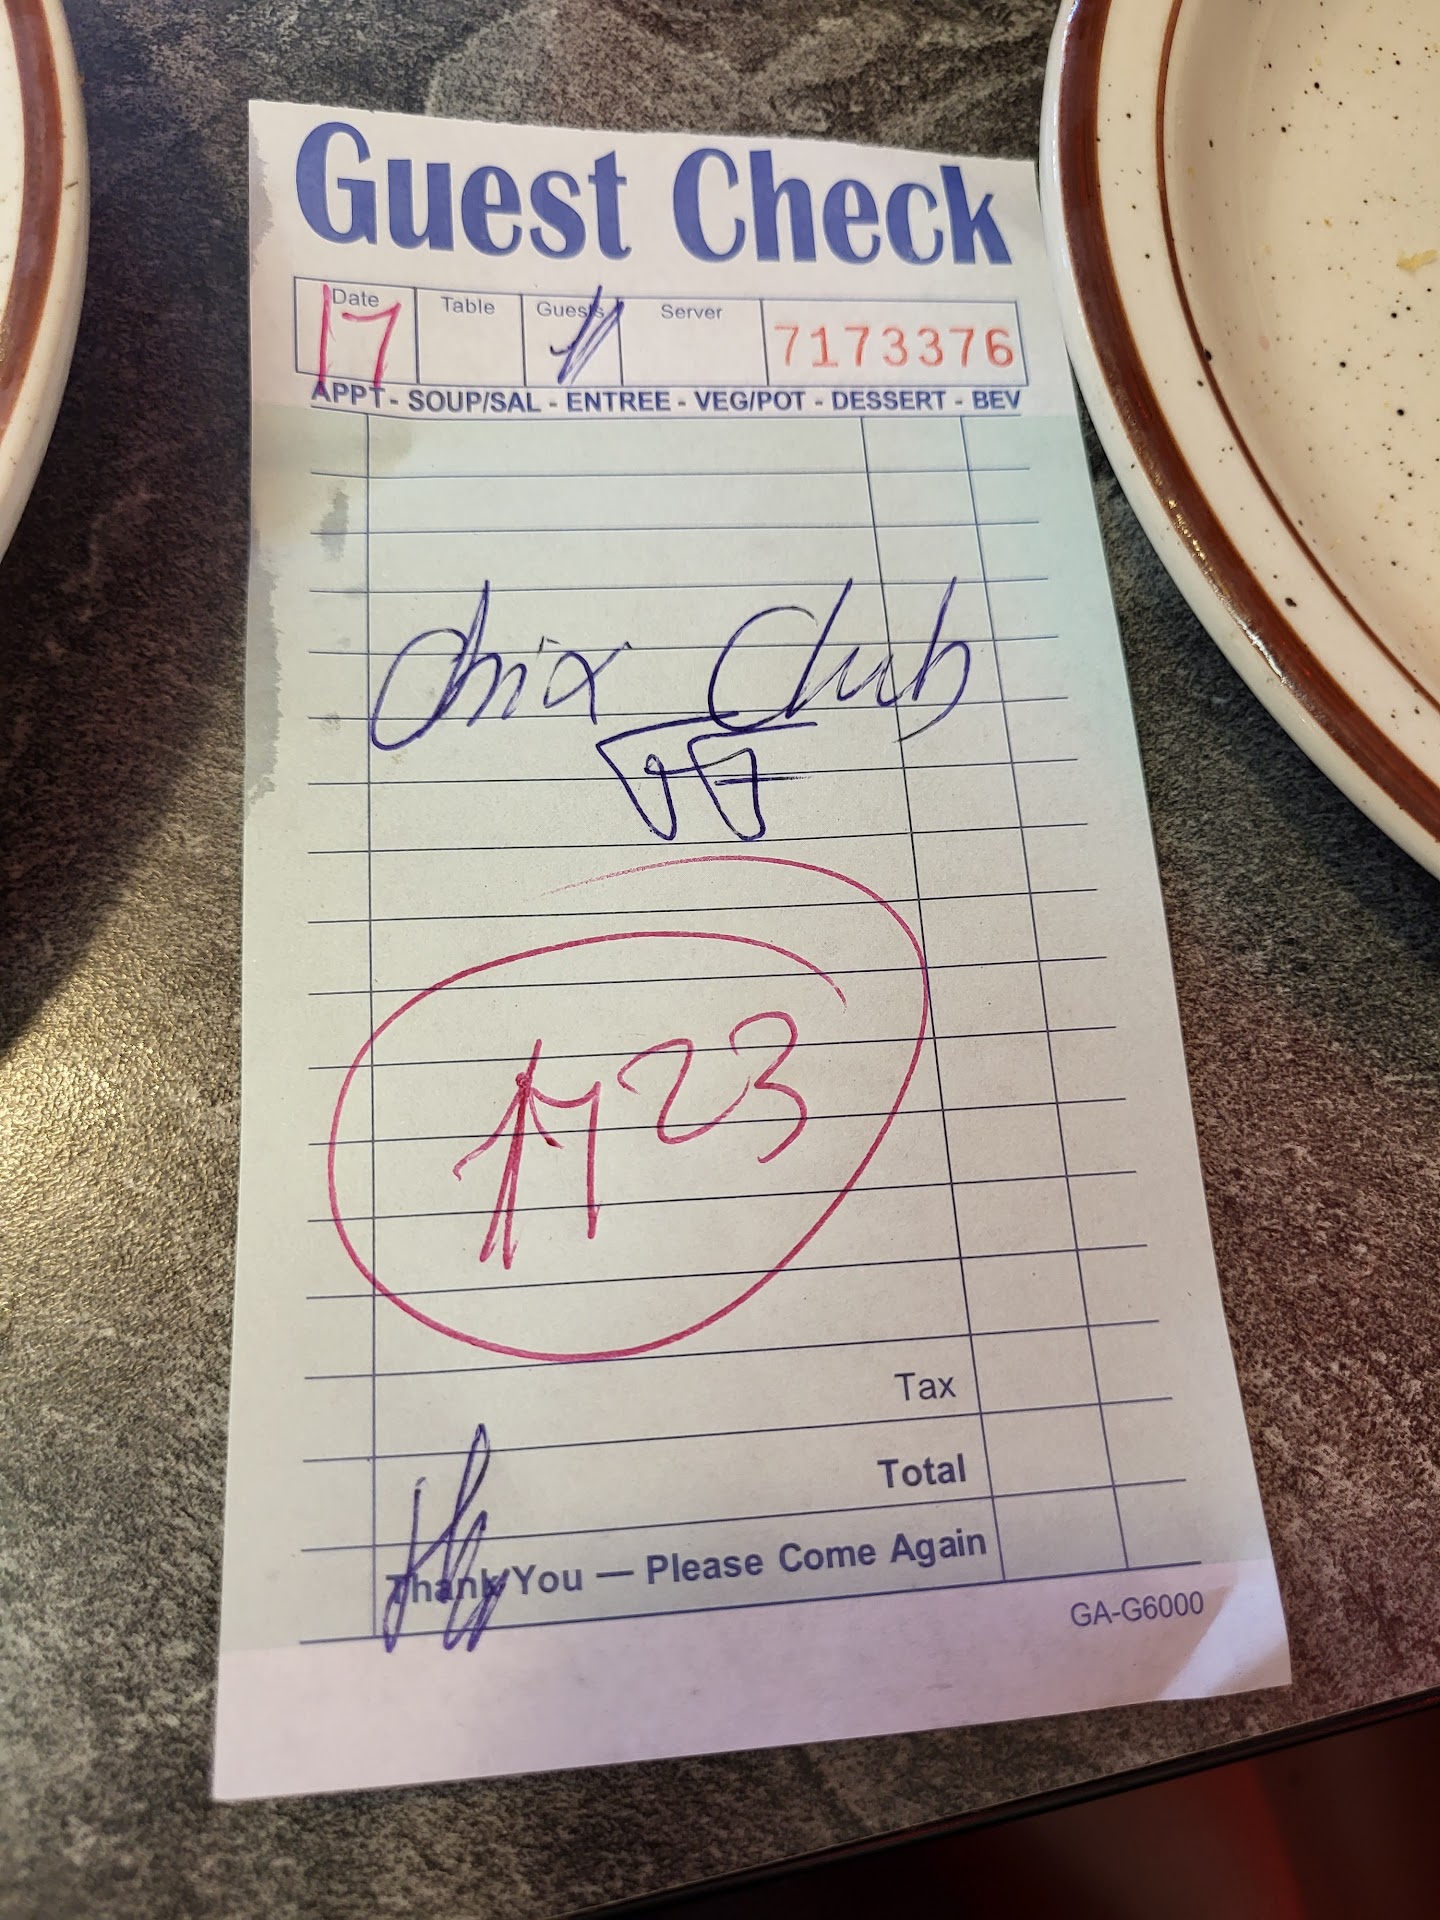 Guest Check
Date Table Guests Server 7173376
17 1
APPT - SOUP/SAL - ENTREE - VEG/POT - DESSERT - BEV
Chix Club
FF
1723
Tax
Total
Thank You — Please Come Again
GA-G6000